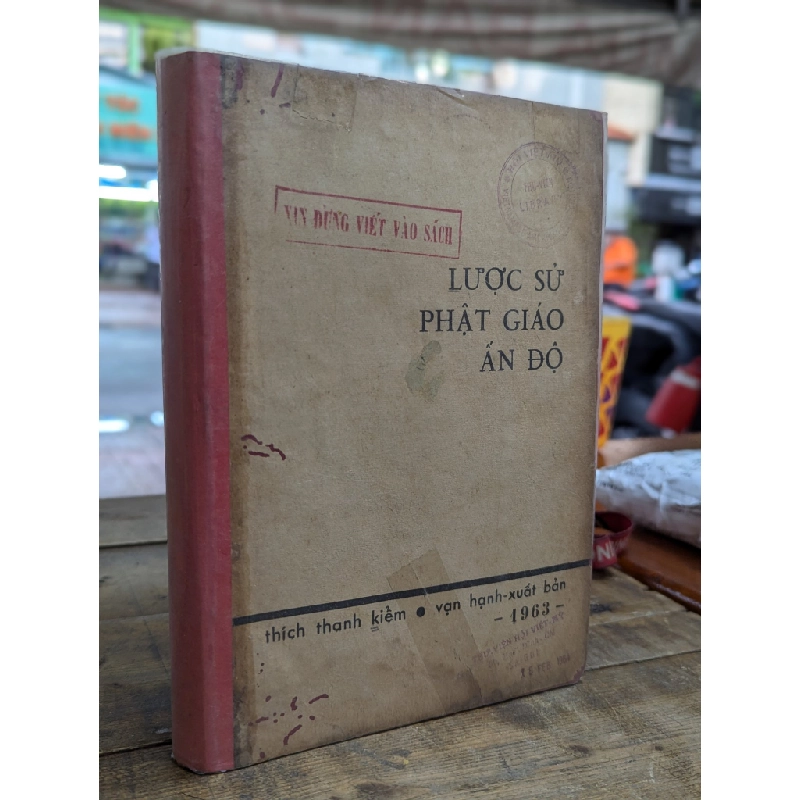 XIN ĐỪNG VIẾT VÀO SÁCH
LƯỢC SỬ
PHẬT GIÁO
ẤN ĐỘ
thích thanh kiểm • vạn hạnh-xuất bản
- 1963 -